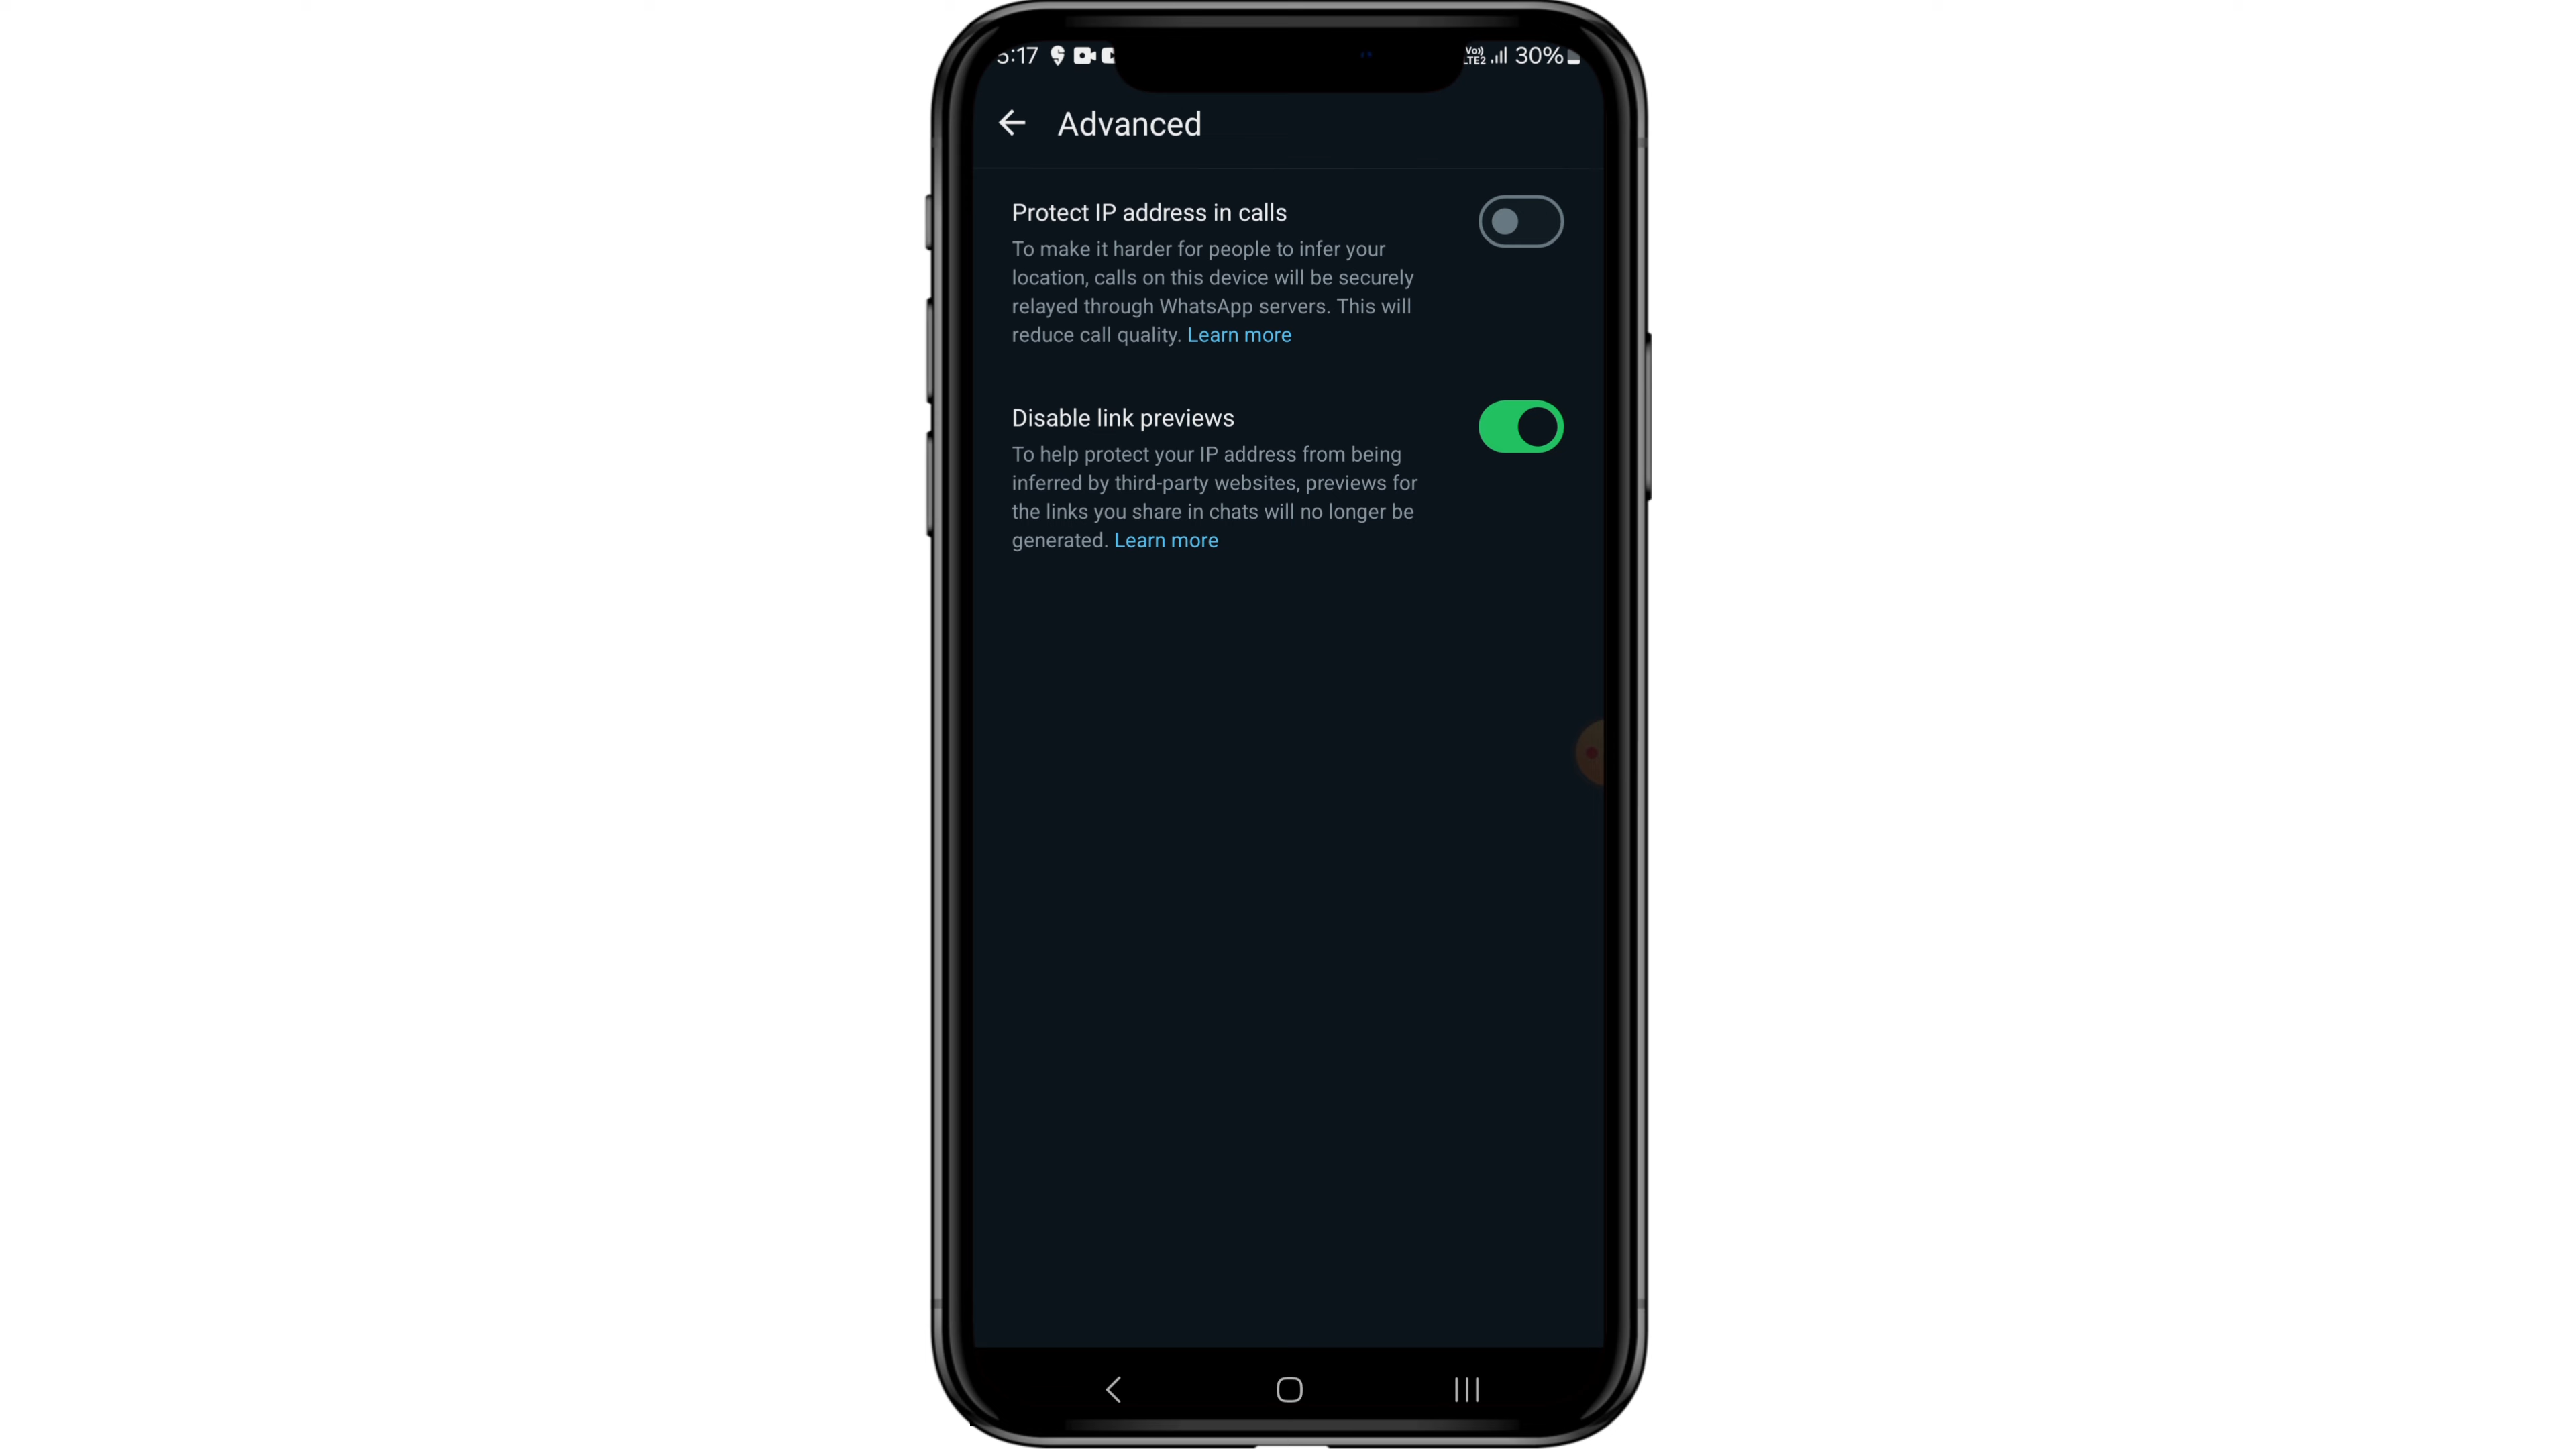 5:17 Vo)) LTE2 30%
Advanced
Protect IP address in calls
To make it harder for people to infer your
location, calls on this device will be securely
relayed through WhatsApp servers. This will
reduce call quality. Learn more
Disable link previews
To help protect your IP address from being
inferred by third-party websites, previews for
the links you share in chats will no longer be
generated. Learn more